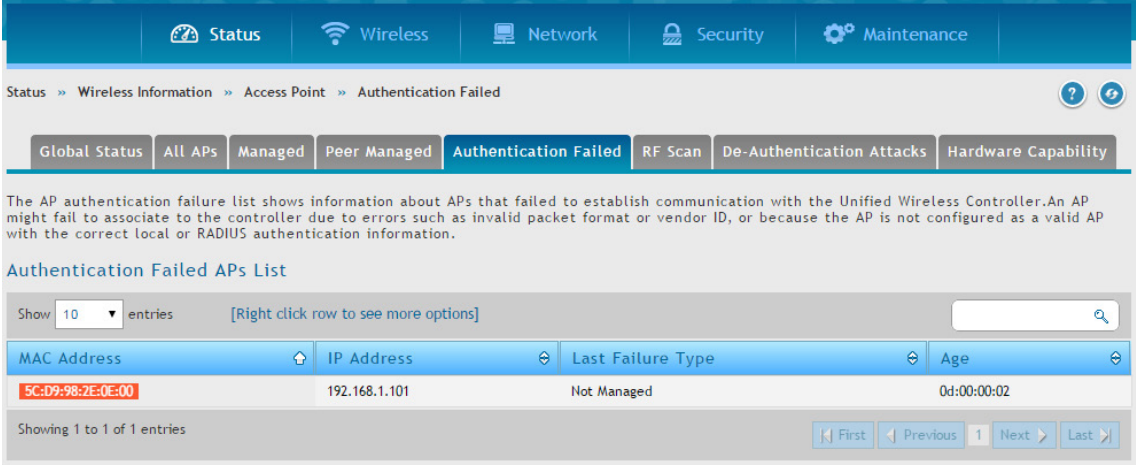 Status Wireless Network Security Maintenance
Status » Wireless Information » Access Point » Authentication Failed
Global Status All APs Managed Peer Managed Authentication Failed RF Scan De-Authentication Attacks Hardware Capability
The AP authentication failure list shows information about APs that failed to establish communication with the Unified Wireless Controller.An AP
might fail to associate to the controller due to errors such as invalid packet format or vendor ID, or because the AP is not configured as a valid AP
with the correct local or RADIUS authentication information.
Authentication Failed APs List
Show 10 entries [Right click row to see more options]
MAC Address IP Address Last Failure Type Age
5C:D9:98:2E:0E:00 192.168.1.101 Not Managed 0d:00:00:02
Showing 1 to 1 of 1 entries First Previous 1 Next Last